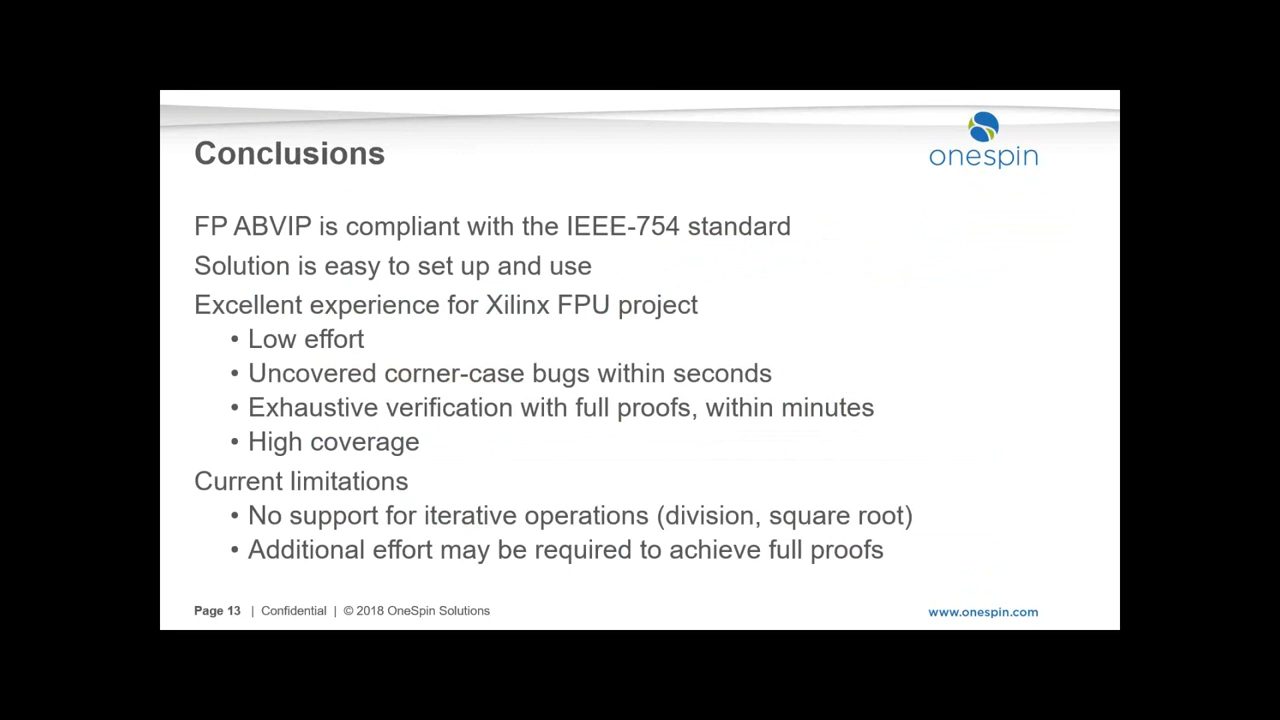 Conclusions
onespin
FP ABVIP is compliant with the IEEE-754 standard
Solution is easy to set up and use
Excellent experience for Xilinx FPU project
• Low effort
• Uncovered corner-case bugs within seconds
• Exhaustive verification with full proofs, within minutes
• High coverage
Current limitations
• No support for iterative operations (division, square root)
• Additional effort may be required to achieve full proofs
Page 13 | Confidential | © 2018 OneSpin Solutions
www.onespin.com